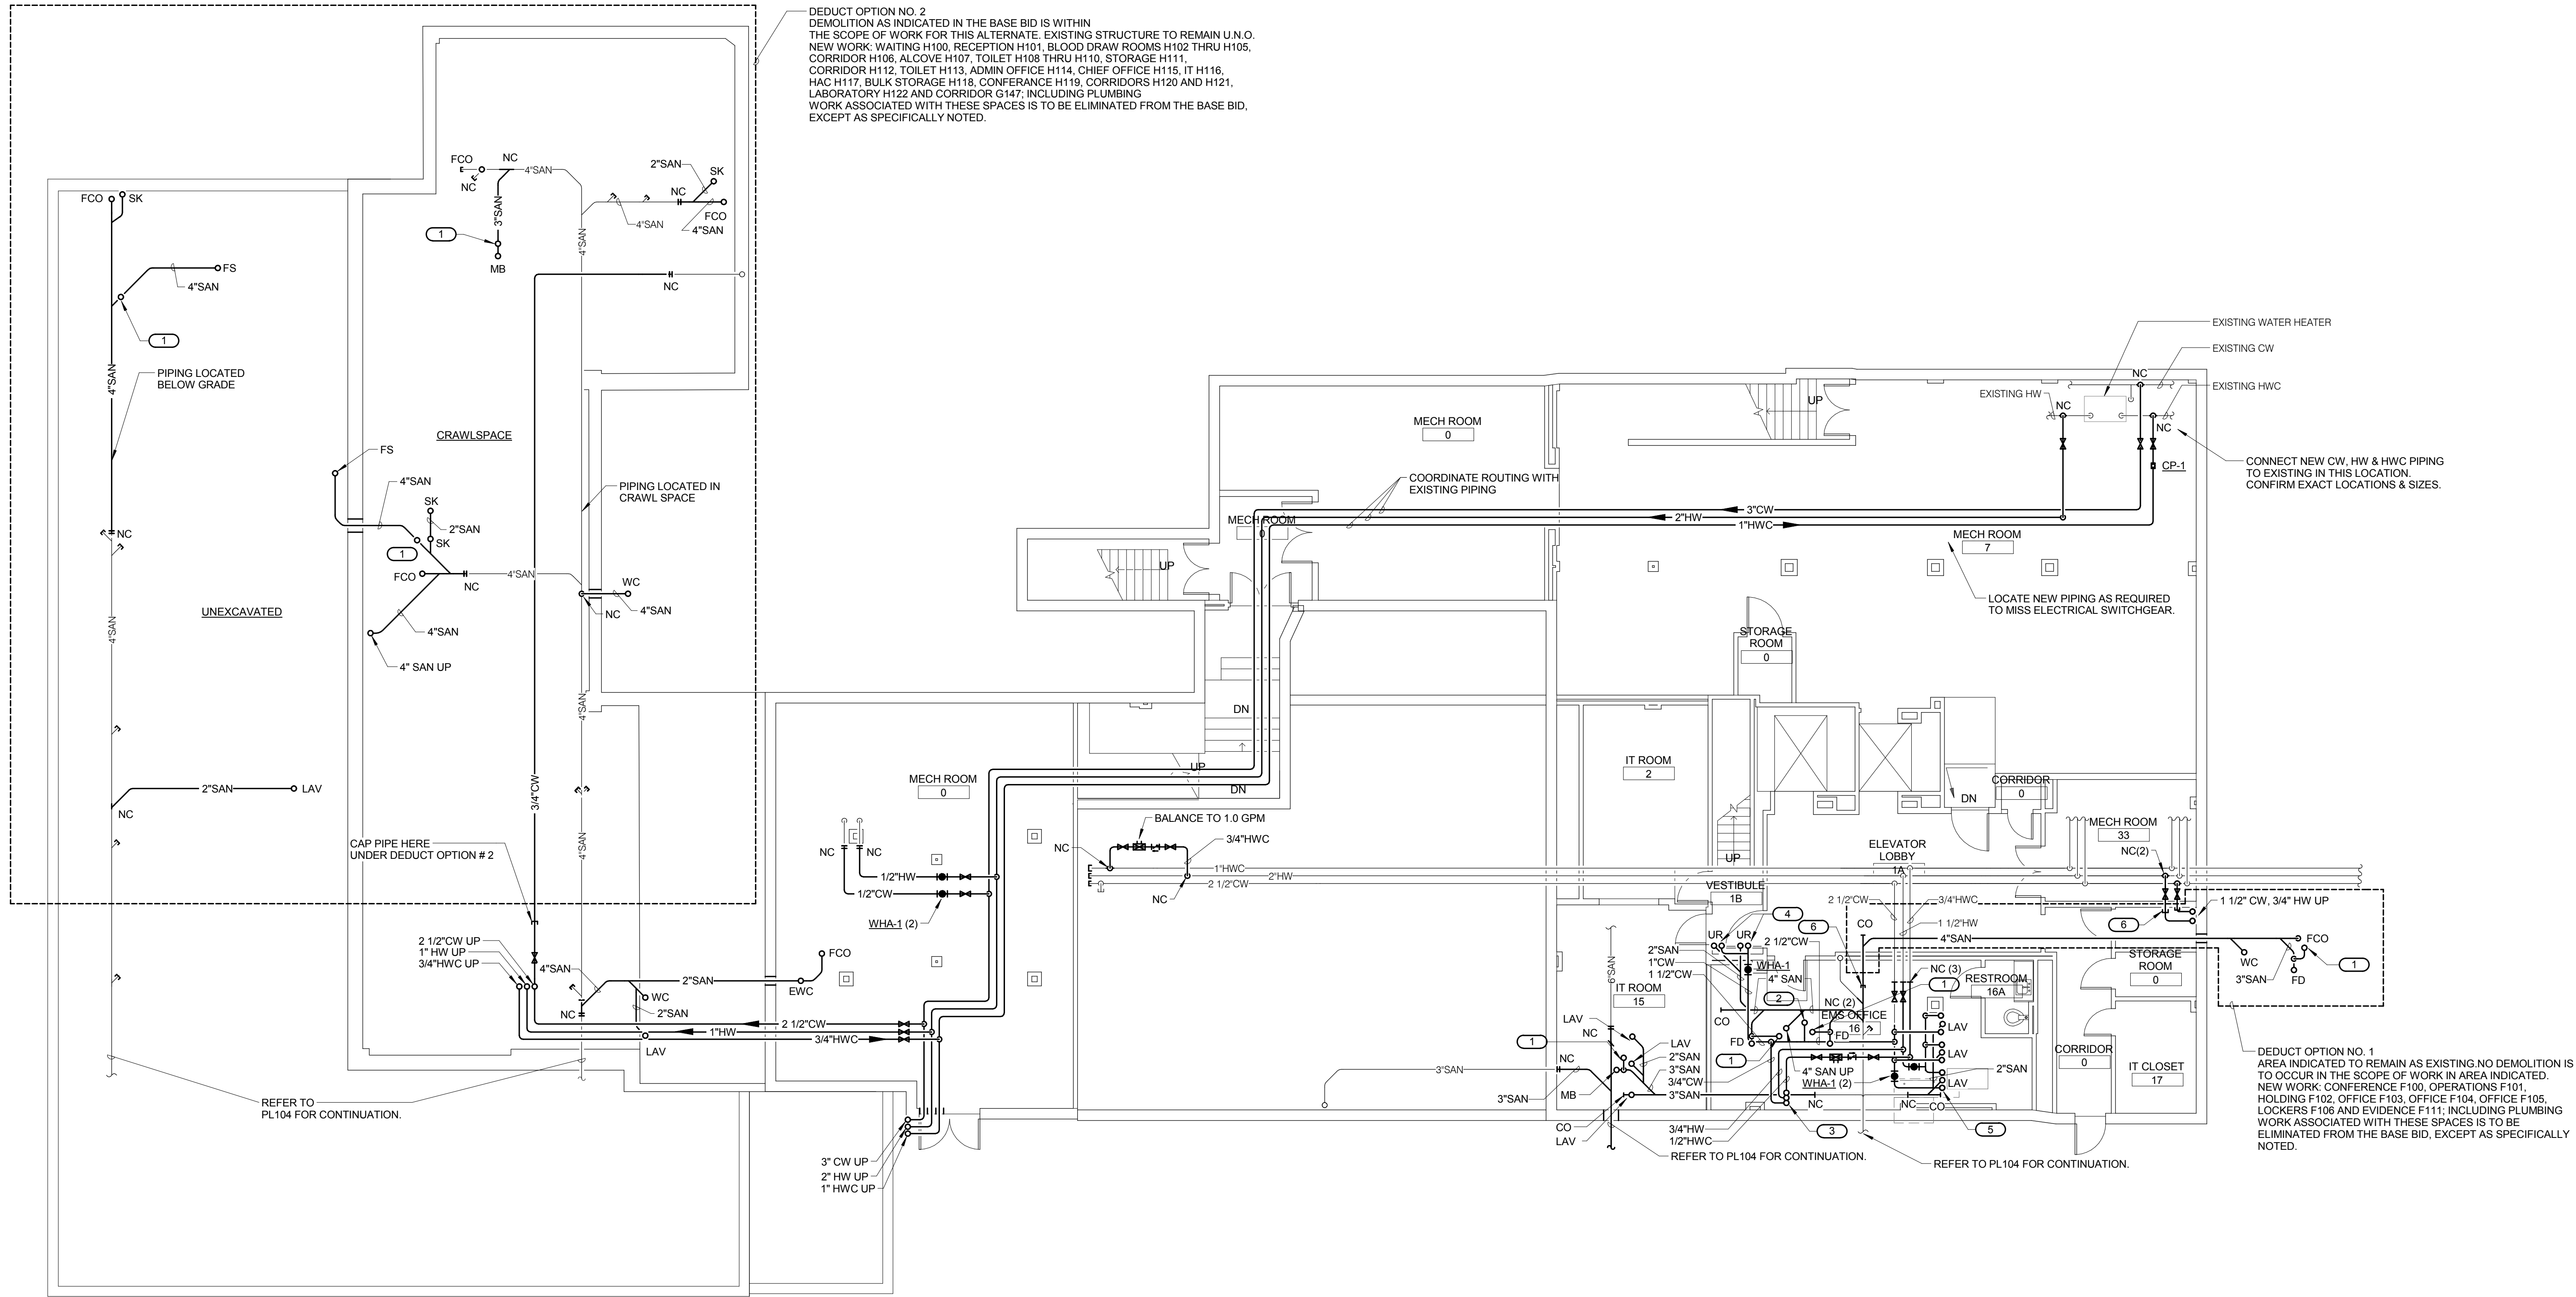 DEDUCT OPTION NO. 2
DEMOLITION AS INDICATED IN THE BASE BID IS WITHIN
THE SCOPE OF WORK FOR THIS ALTERNATE. EXISTING STRUCTURE TO REMAIN U.N.O.
NEW WORK: WAITING H100, RECEPTION H101, BLOOD DRAW ROOMS H102 THRU H105,
CORRIDOR H106, ALCOVE H107, TOILET H108 THRU H110, STORAGE H111,
CORRIDOR H112, TOILET H113, ADMIN OFFICE H114, CHIEF OFFICE H115, IT H116,
HAC H117, BULK STORAGE H118, CONFERANCE H119, CORRIDORS H120 AND H121,
LABORATORY H122 AND CORRIDOR G147; INCLUDING PLUMBING
WORK ASSOCIATED WITH THESE SPACES IS TO BE ELIMINATED FROM THE BASE BID,
EXCEPT AS SPECIFICALLY NOTED.
FCO
NC
4"SAN
NC
3"SAN
1
MB
2"SAN
SK
NC
FCO
4"SAN
4"SAN
4"SAN
NC
FCO
SK
FS
4"SAN
1
4"SAN
PIPING LOCATED
BELOW GRADE
CRAWLSPACE
FS
4"SAN
SK
2"SAN
SK
1
FCO
NC
4"SAN
4"SAN
4" SAN UP
PIPING LOCATED IN
CRAWL SPACE
WC
4"SAN
NC
NC
UNEXCAVATED
4"SAN
4"SAN
2"SAN
LAV
NC
3/4"CW
4"SAN
CAP PIPE HERE
UNDER DEDUCT OPTION # 2
2 1/2"CW UP
1" HW UP
3/4"HWC UP
4"SAN
2"SAN
WC
2"SAN
NC
LAV
EWC
FCO
2 1/2"CW
1"HW
3/4"HWC
REFER TO
PL104 FOR CONTINUATION.
3" CW UP
2" HW UP
1" HWC UP
MECH ROOM
0
NC
NC
1/2"HW
1/2"CW
WHA-1 (2)
MECH ROOM
0
COORDINATE ROUTING WITH
EXISTING PIPING
MECH ROOM
0
UP
UP
DN
UP
DN
3"CW
2"HW
1"HWC
EXISTING WATER HEATER
EXISTING CW
EXISTING HWC
EXISTING HW
NC
NC
NC
CP-1
CONNECT NEW CW, HW & HWC PIPING
TO EXISTING IN THIS LOCATION.
CONFIRM EXACT LOCATIONS & SIZES.
MECH ROOM
7
LOCATE NEW PIPING AS REQUIRED
TO MISS ELECTRICAL SWITCHGEAR.
STORAGE
ROOM
0
BALANCE TO 1.0 GPM
3/4"HWC
NC
NC
1"HWC
2"HW
2 1/2"CW
IT ROOM
2
UP
VESTIBULE
1B
ELEVATOR
LOBBY
1A
DN
CORRIDOR
0
MECH ROOM
33
NC(2)
6
1 1/2" CW, 3/4" HW UP
2 1/2"CW
3/4"HWC
1 1/2"HW
CO
4"SAN
FCO
WC
3"SAN
FD
1
STORAGE
ROOM
0
4
6
UR
UR
2 1/2"CW
2"SAN
1"CW
1 1/2"CW
WHA-1
4" SAN
2
NC (2)
NC (3)
1
RESTROOM
16A
EMS OFFICE
16
CO
FD
FD
1
4" SAN UP
WHA-1 (2)
LAV
LAV
LAV
2"SAN
NC
NC
CO
3
5
6"SAN
IT ROOM
15
LAV
NC
1
NC
LAV
2"SAN
3"SAN
3/4"CW
3"SAN
3"SAN
3"SAN
MB
CO
LAV
3/4"HW
1/2"HWC
REFER TO PL104 FOR CONTINUATION.
REFER TO PL104 FOR CONTINUATION.
CORRIDOR
0
IT CLOSET
17
DEDUCT OPTION NO. 1
AREA INDICATED TO REMAIN AS EXISTING.NO DEMOLITION IS
TO OCCUR IN THE SCOPE OF WORK IN AREA INDICATED.
NEW WORK: CONFERENCE F100, OPERATIONS F101,
HOLDING F102, OFFICE F103, OFFICE F104, OFFICE F105,
LOCKERS F106 AND EVIDENCE F111; INCLUDING PLUMBING
WORK ASSOCIATED WITH THESE SPACES IS TO BE
ELIMINATED FROM THE BASE BID, EXCEPT AS SPECIFICALLY
NOTED.